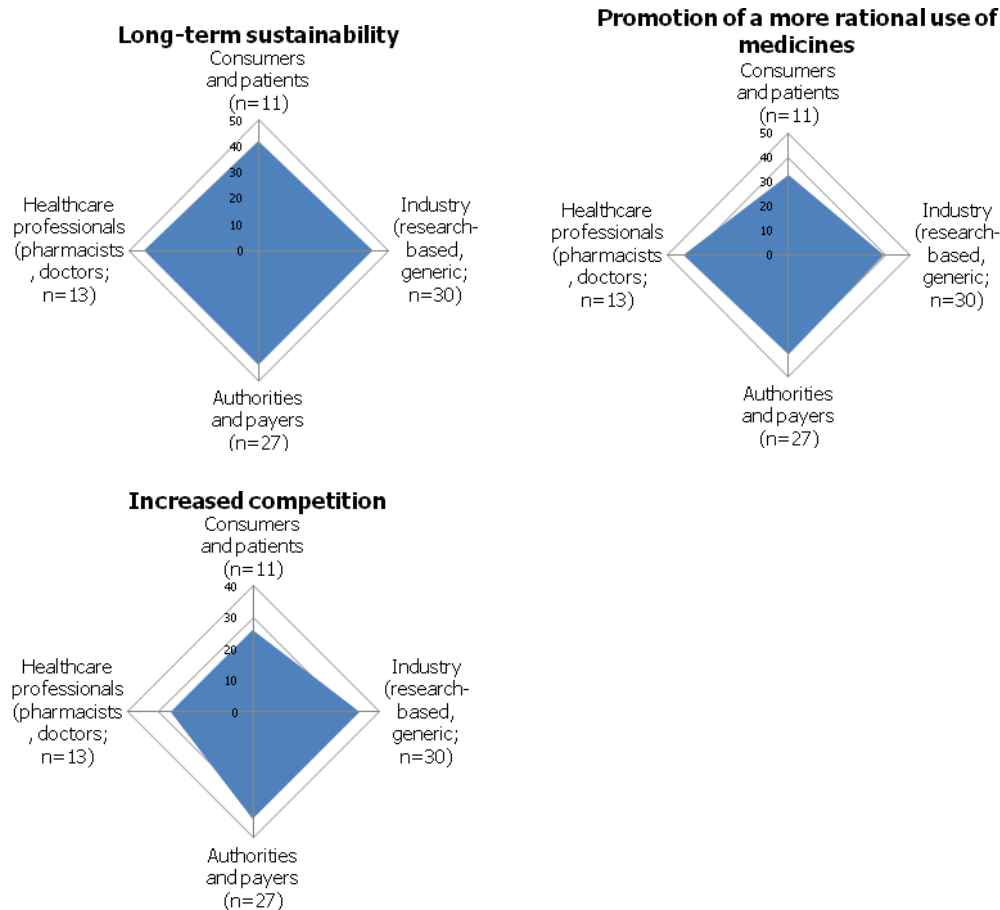 Long-term sustainability
Consumers
and patients
(n=11)
50
40
30
20
10
0
Healthcare
professionals
(pharmacists
, doctors;
n=13)
Industry
(research-
based,
generic;
n=30)
Authorities
and payers
(n=27)
Promotion of a more rational use of
medicines
Consumers
and patients
(n=11)
50
40
30
20
10
0
Healthcare
professionals
(pharmacists
, doctors;
n=13)
Industry
(research-
based,
generic;
n=30)
Authorities
and payers
(n=27)
Increased competition
Consumers
and patients
(n=11)
40
30
20
10
0
Healthcare
professionals
(pharmacists
, doctors;
n=13)
Industry
(research-
based,
generic;
n=30)
Authorities
and payers
(n=27)